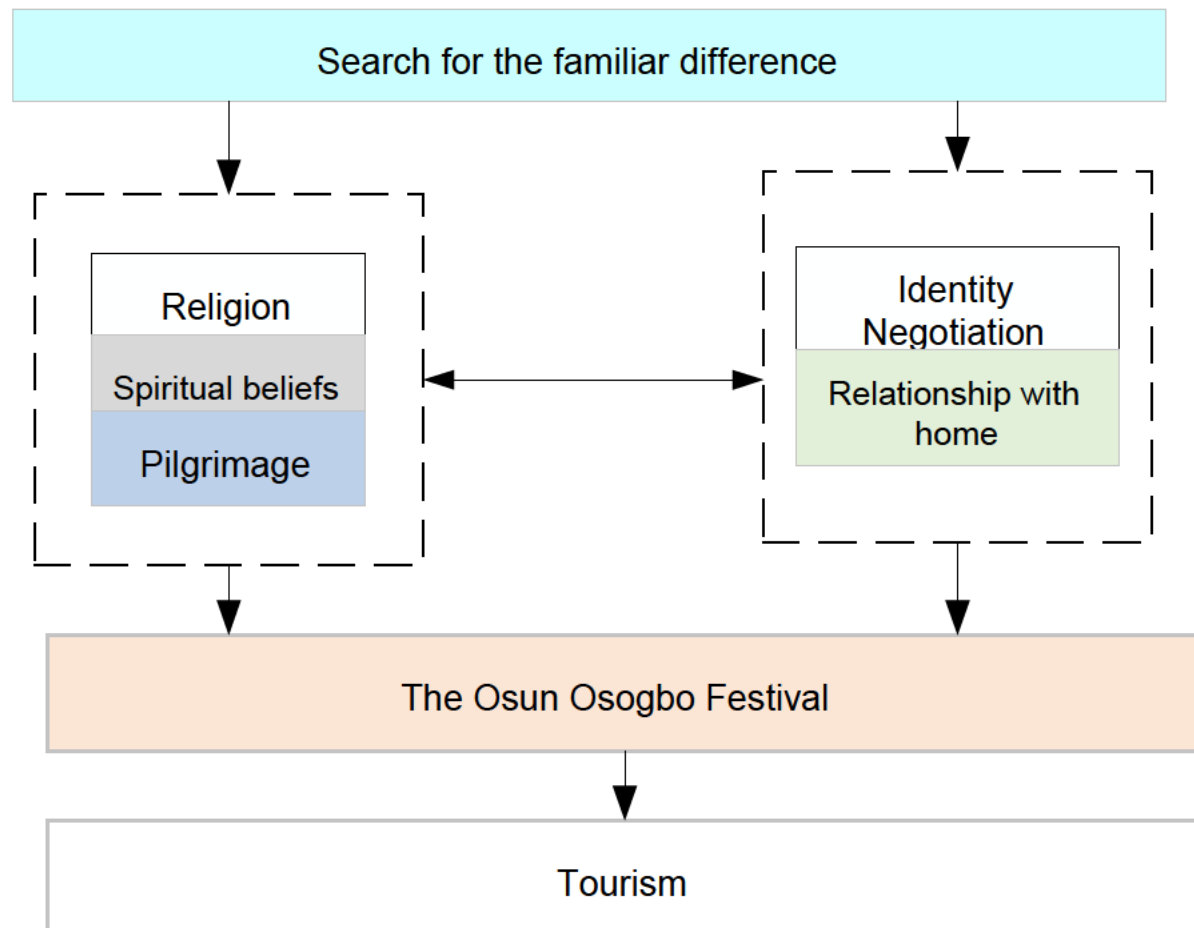 Search for the familiar difference
Religion
Spiritual beliefs
Pilgrimage
Identity
Negotiation
Relationship with
home
The Osun Osogbo Festival
Tourism